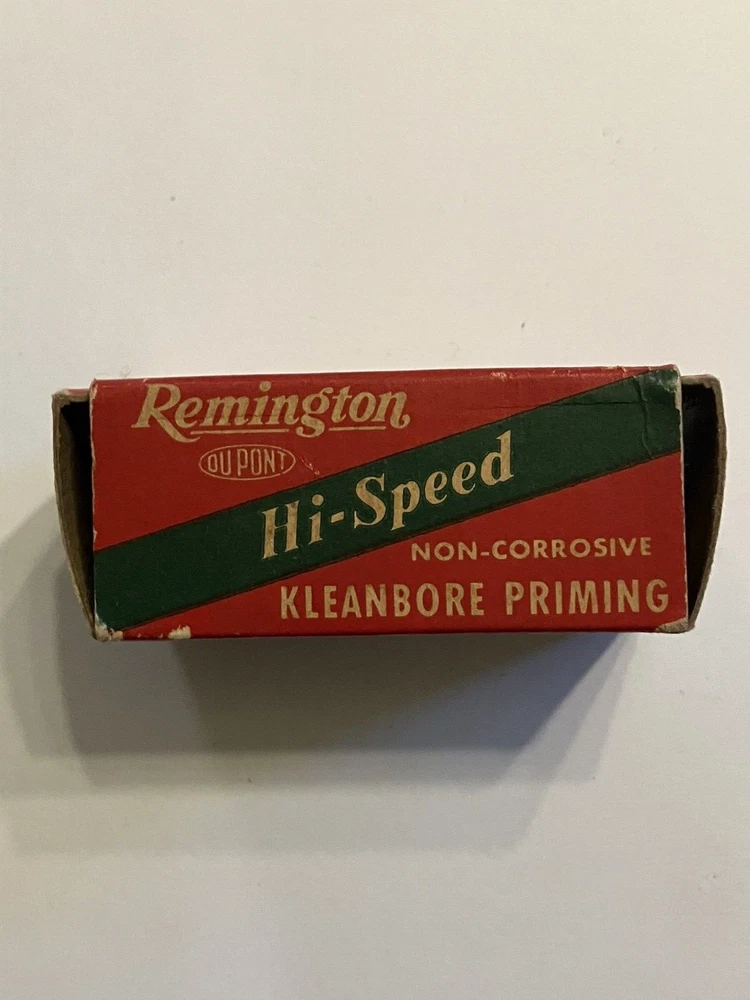 Remington
DU PONT
Hi-Speed
NON-CORROSIVE
KLEANBORE PRIMING